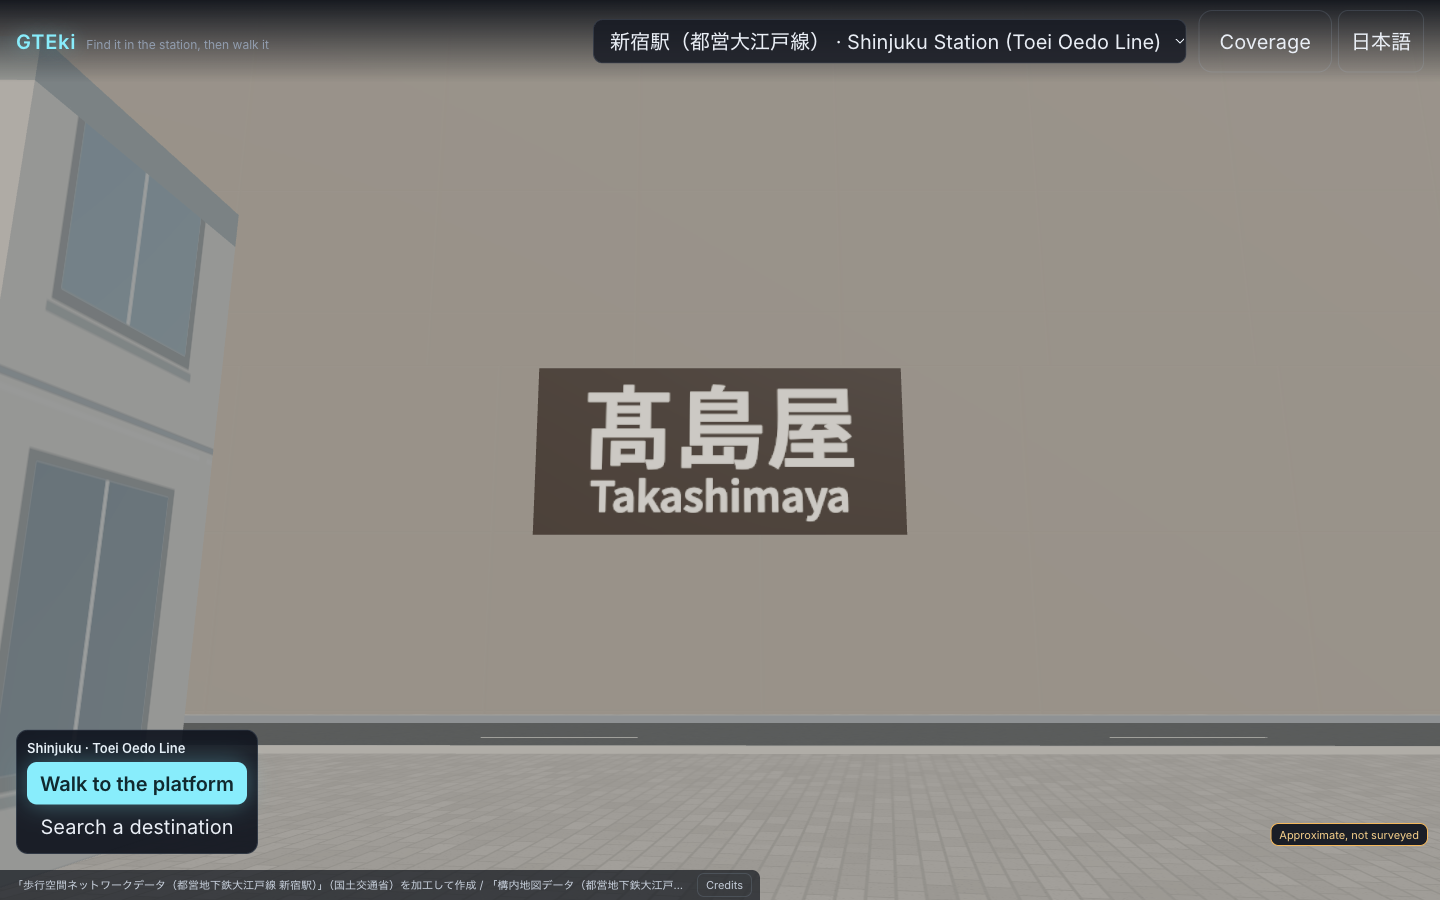 GTEki Find it in the station, then walk it
新宿駅（都営大江戸線） · Shinjuku Station (Toei Oedo Line)
Coverage
日本語
髙島屋
Takashimaya
Shinjuku · Toei Oedo Line
Walk to the platform
Search a destination
Approximate, not surveyed
「歩行空間ネットワークデータ（都営地下鉄大江戸線 新宿駅）」（国土交通省）を加工して作成 / 「構内地図データ（都営地下鉄大江戸...
Credits